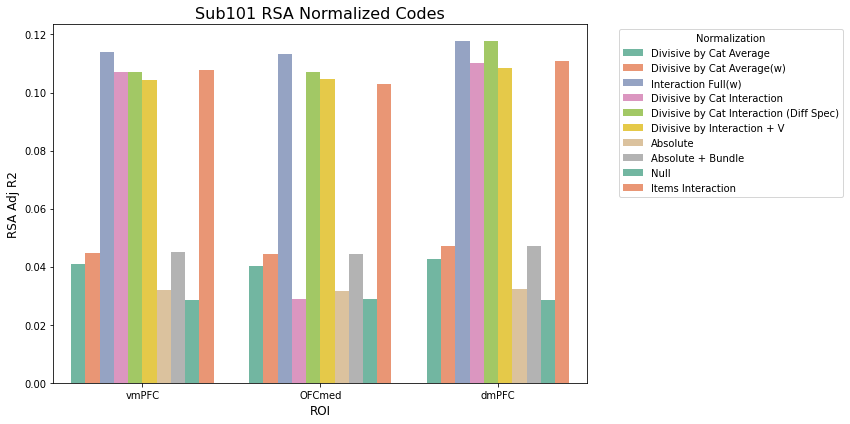 Sub101 RSA Normalized Codes
RSA Adj R2
0.12
0.10
0.08
0.06
0.04
0.02
0.00
vmPFC
OFCmed
dmPFC
ROI
Normalization
Divisive by Cat Average
Divisive by Cat Average(w)
Interaction Full(w)
Divisive by Cat Interaction
Divisive by Cat Interaction (Diff Spec)
Divisive by Interaction + V
Absolute
Absolute + Bundle
Null
Items Interaction